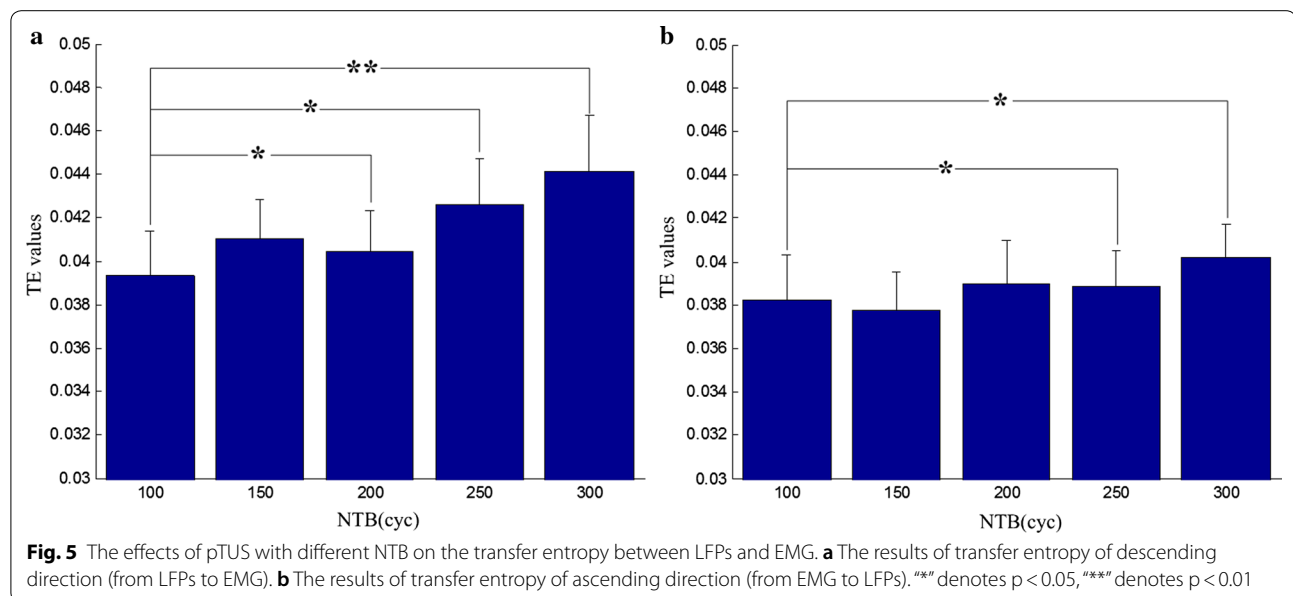 a
0.05
0.048
0.046
0.044
0.042
0.04
0.038
0.036
0.034
0.032
0.03
TE values
**
*
*
100 150 200 250 300
NTB(cyc)
b
0.05
0.048
0.046
0.044
0.042
0.04
0.038
0.036
0.034
0.032
0.03
TE values
*
*
100 150 200 250 300
NTB(cyc)
Fig. 5 The effects of pTUS with different NTB on the transfer entropy between LFPs and EMG. a The results of transfer entropy of descending
direction (from LFPs to EMG). b The results of transfer entropy of ascending direction (from EMG to LFPs). “*” denotes p < 0.05, “**” denotes p < 0.01